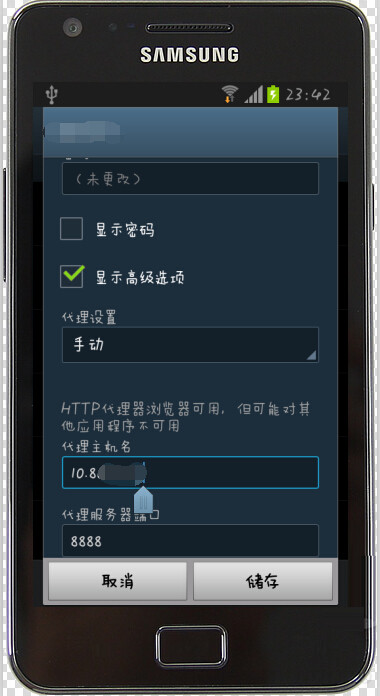 SAMSUNG
23:42
（未更改）
显示密码
显示高级选项
代理设置
手动
HTTP代理器浏览器可用，但可能对其
他应用程序不可用
代理主机名
10.8
代理服务器端口
8888
取消
储存